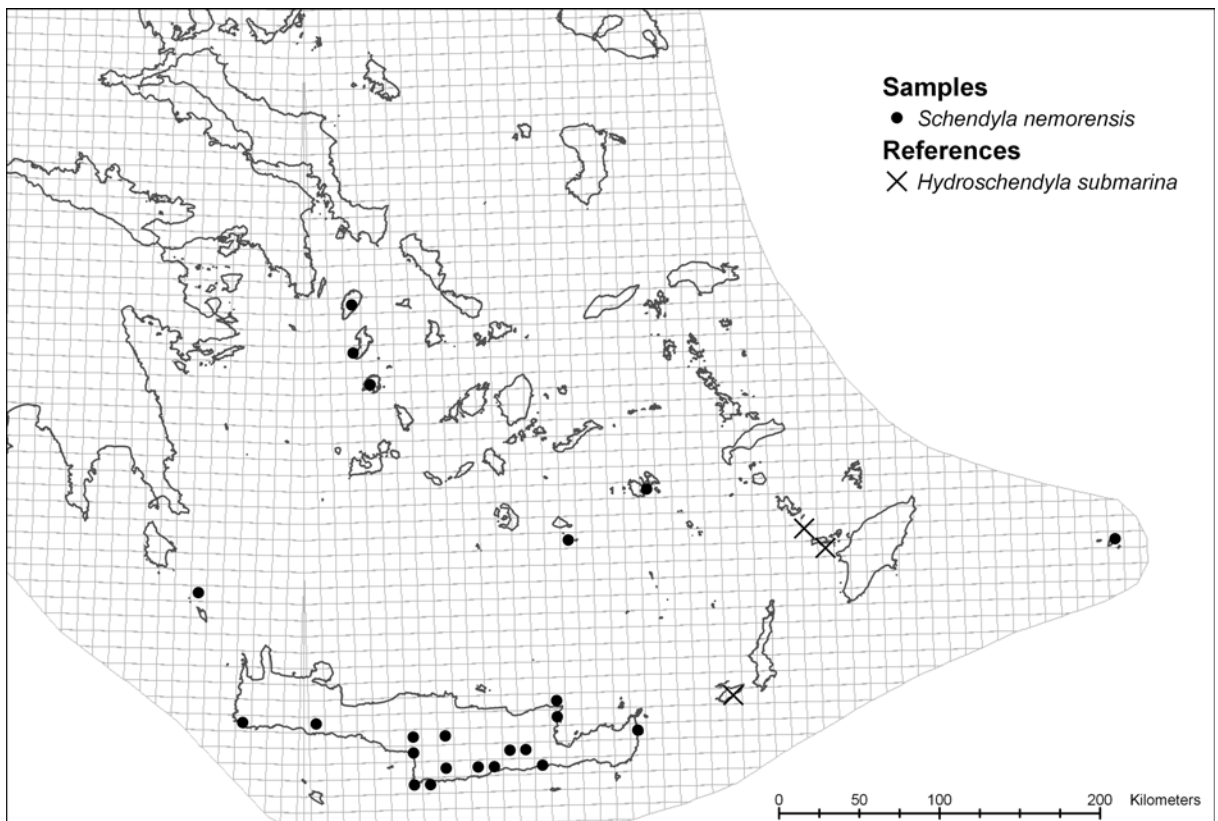 Samples
Schendyla nemorensis
References
Hydroschendyla submarina
0 50 100 200 Kilometers